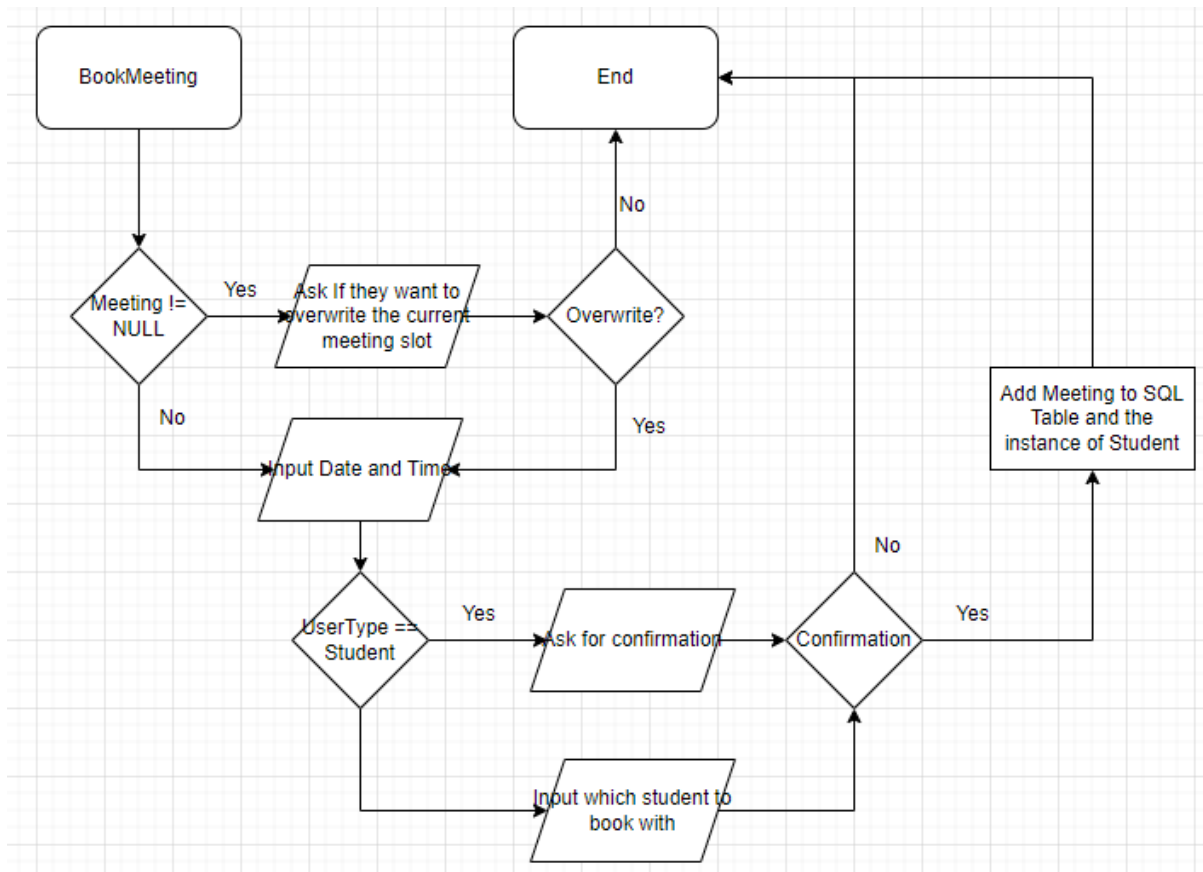 BookMeeting
End
No
Meeting !=
NULL
Yes
Ask If they want to
overwrite the current
meeting slot
Overwrite?
No
Yes
Input Date and Time
Add Meeting to SQL
Table and the
instance of Student
No
UserType ==
Student
Yes
Ask for confirmation
Confirmation
Yes
Input which student to
book with